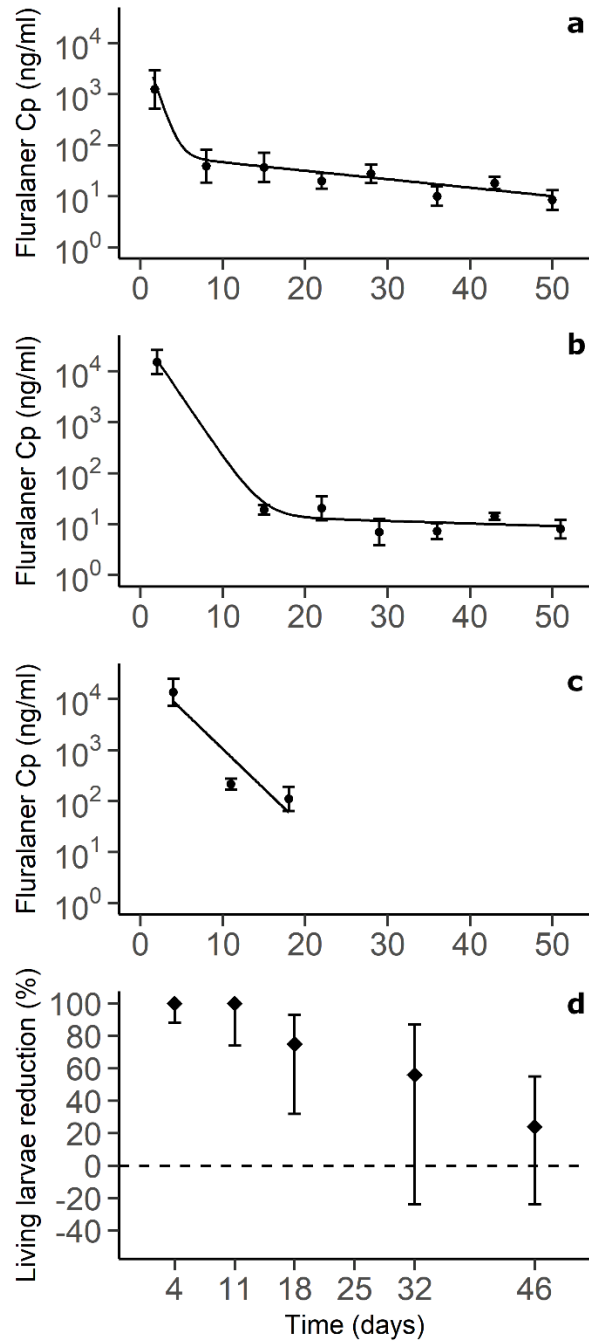 a
Fluralaner Cp (ng/ml)
10⁴
10³
10²
10¹
10⁰
0 10 20 30 40 50
b
Fluralaner Cp (ng/ml)
10⁴
10³
10²
10¹
10⁰
0 10 20 30 40 50
c
Fluralaner Cp (ng/ml)
10⁴
10³
10²
10¹
10⁰
0 10 20 30 40 50
d
Living larvae reduction (%)
100
80
60
40
20
0
-20
-40
4 11 18 25 32 46
Time (days)